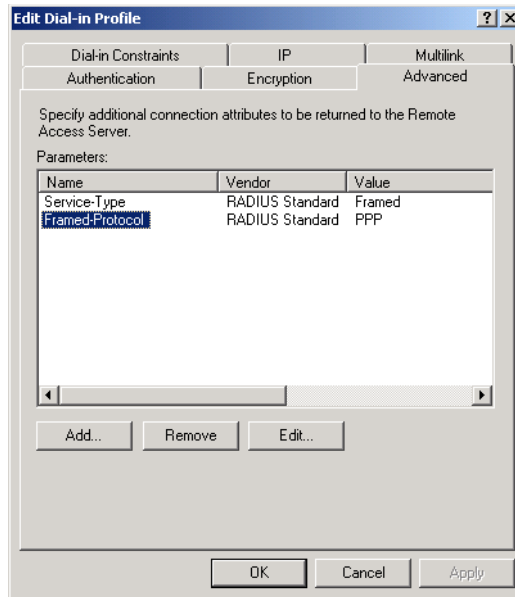 Edit Dial-in Profile
Dial-in Constraints IP Multilink
Authentication Encryption Advanced
Specify additional connection attributes to be returned to the Remote
Access Server.
Parameters:
Name Vendor Value
Service-Type RADIUS Standard Framed
Framed-Protocol RADIUS Standard PPP
Add... Remove Edit...
OK Cancel Apply